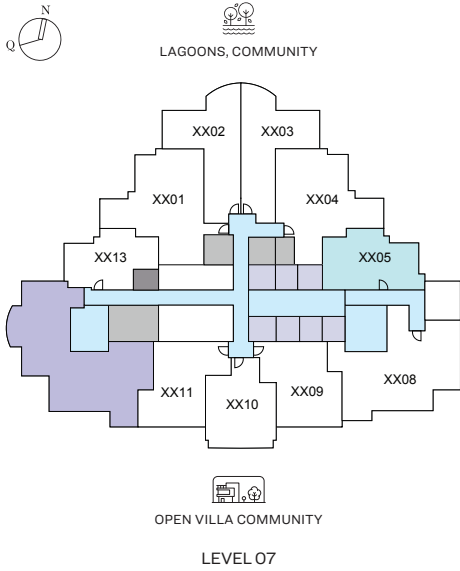 N
Q
LAGOONS, COMMUNITY
XX02 XX03
XX01 XX04
XX13 XX05
XX11 XX10 XX09 XX08
OPEN VILLA COMMUNITY
LEVEL 07